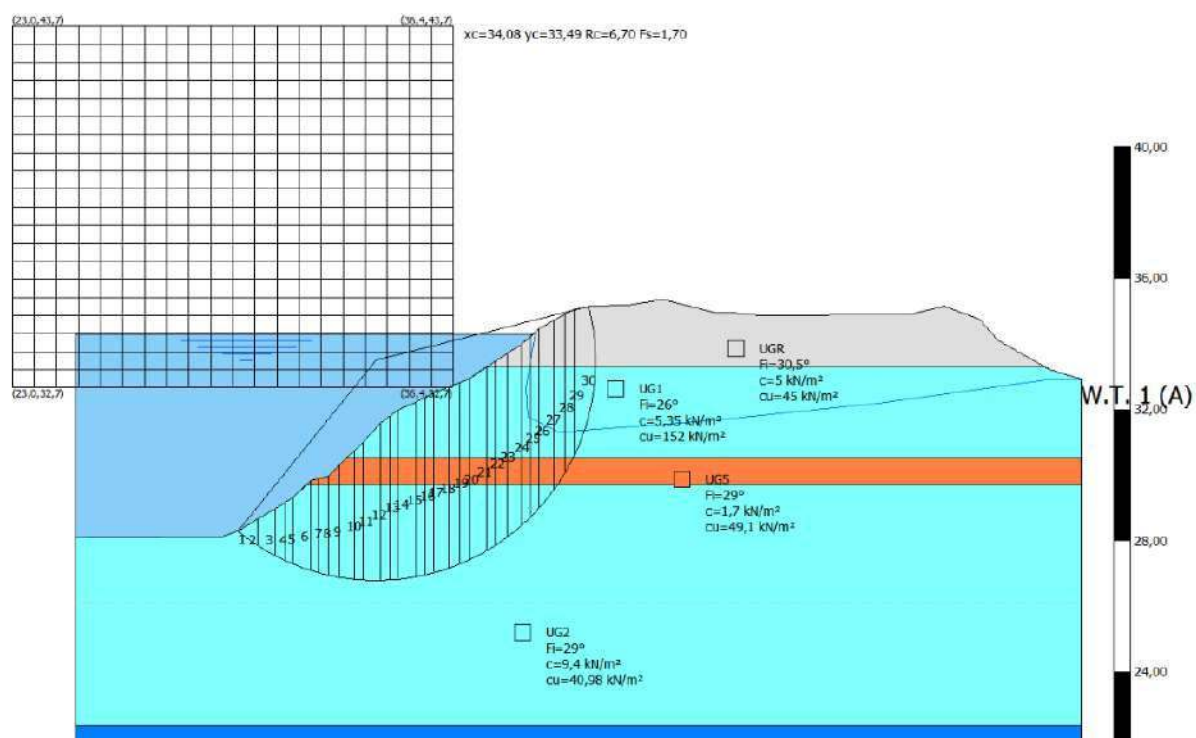 (23.0,43,7)
(38.4,43,7)
xc=34,08 yc=33,49 Rc=6,70 Fs=1,70
40,00
36,00
UGR
Fi=30,5°
c=5 kN/m²
cu=45 kN/m²
(23.0,32,7)
UG1
Fi=26°
c=5,35 kN/m²
cu=152 kN/m²
W.T. 1 (A)
32,00
30
29
28
27
26
25
24
23
22
21
20
19
18
17
16
15
14
13
12
11
10
9
8
7
6
5
4
3
2
1
UG5
Fi=29°
c=1,7 kN/m²
cu=49,1 kN/m²
28,00
UG2
Fi=29°
c=9,4 kN/m²
cu=40,98 kN/m²
24,00